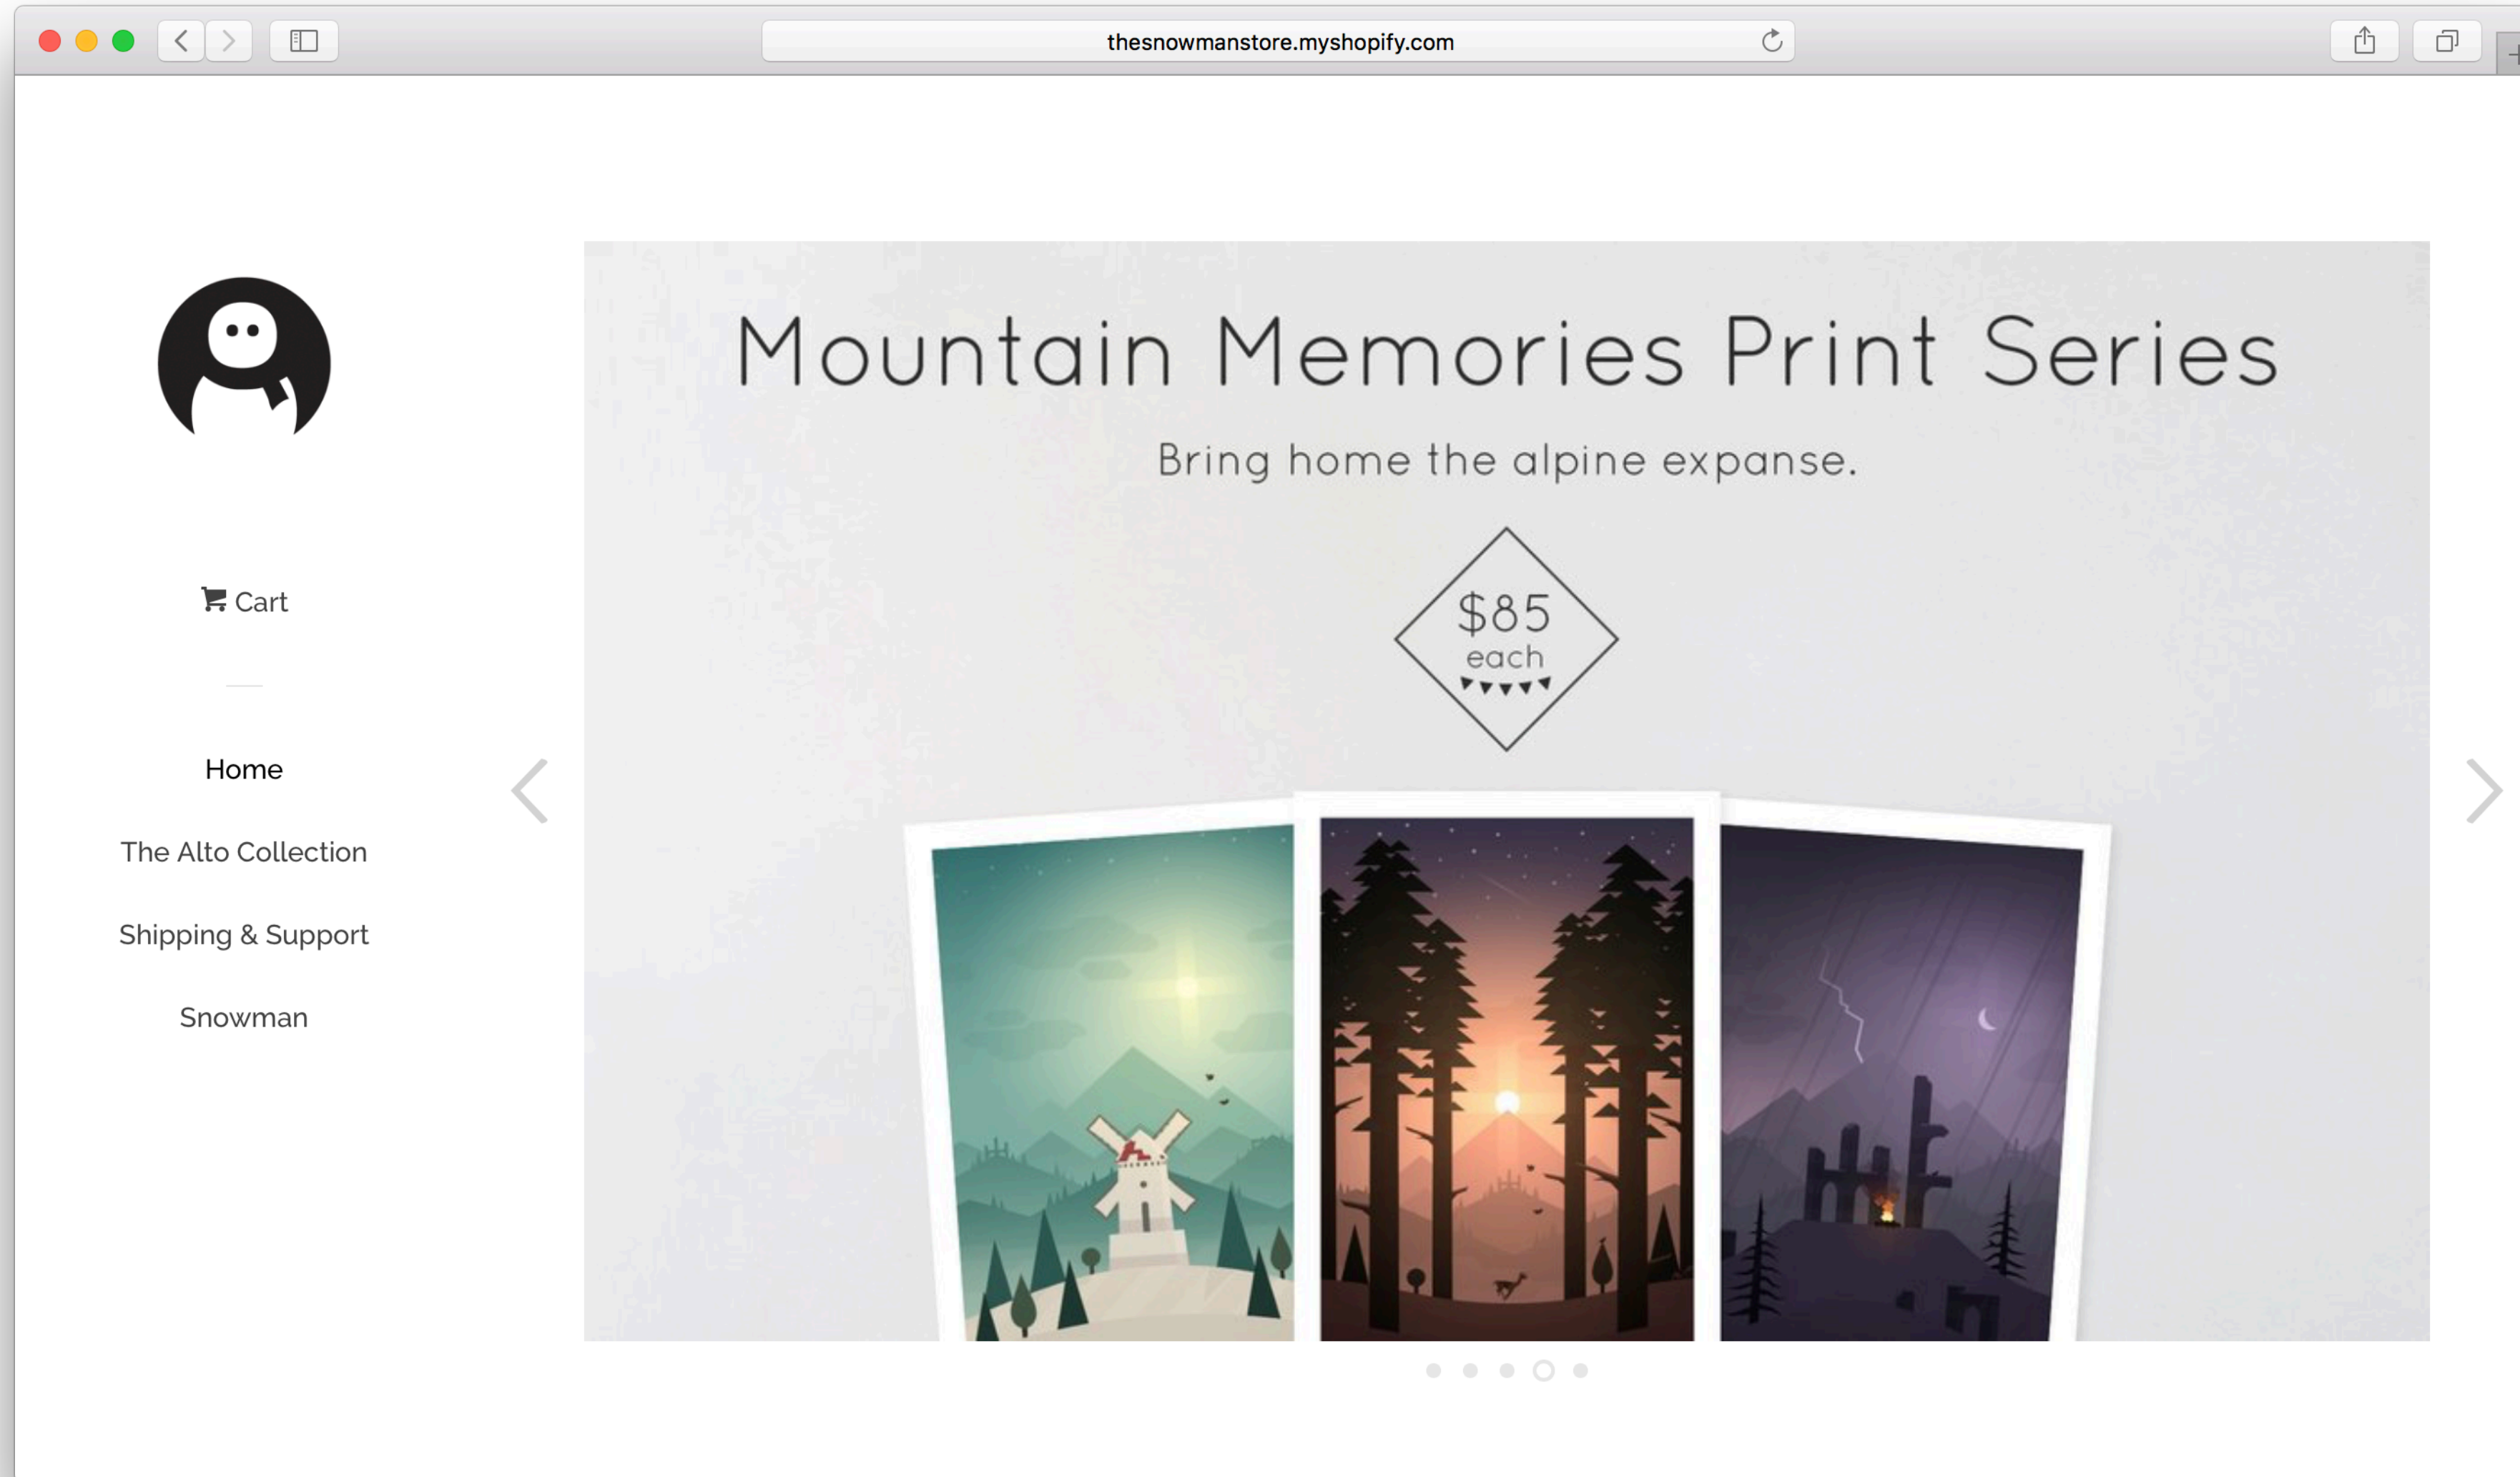 thesnowmanstore.myshopify.com
Cart
Home
The Alto Collection
Shipping & Support
Snowman
Mountain Memories Print Series
Bring home the alpine expanse.
$85
each